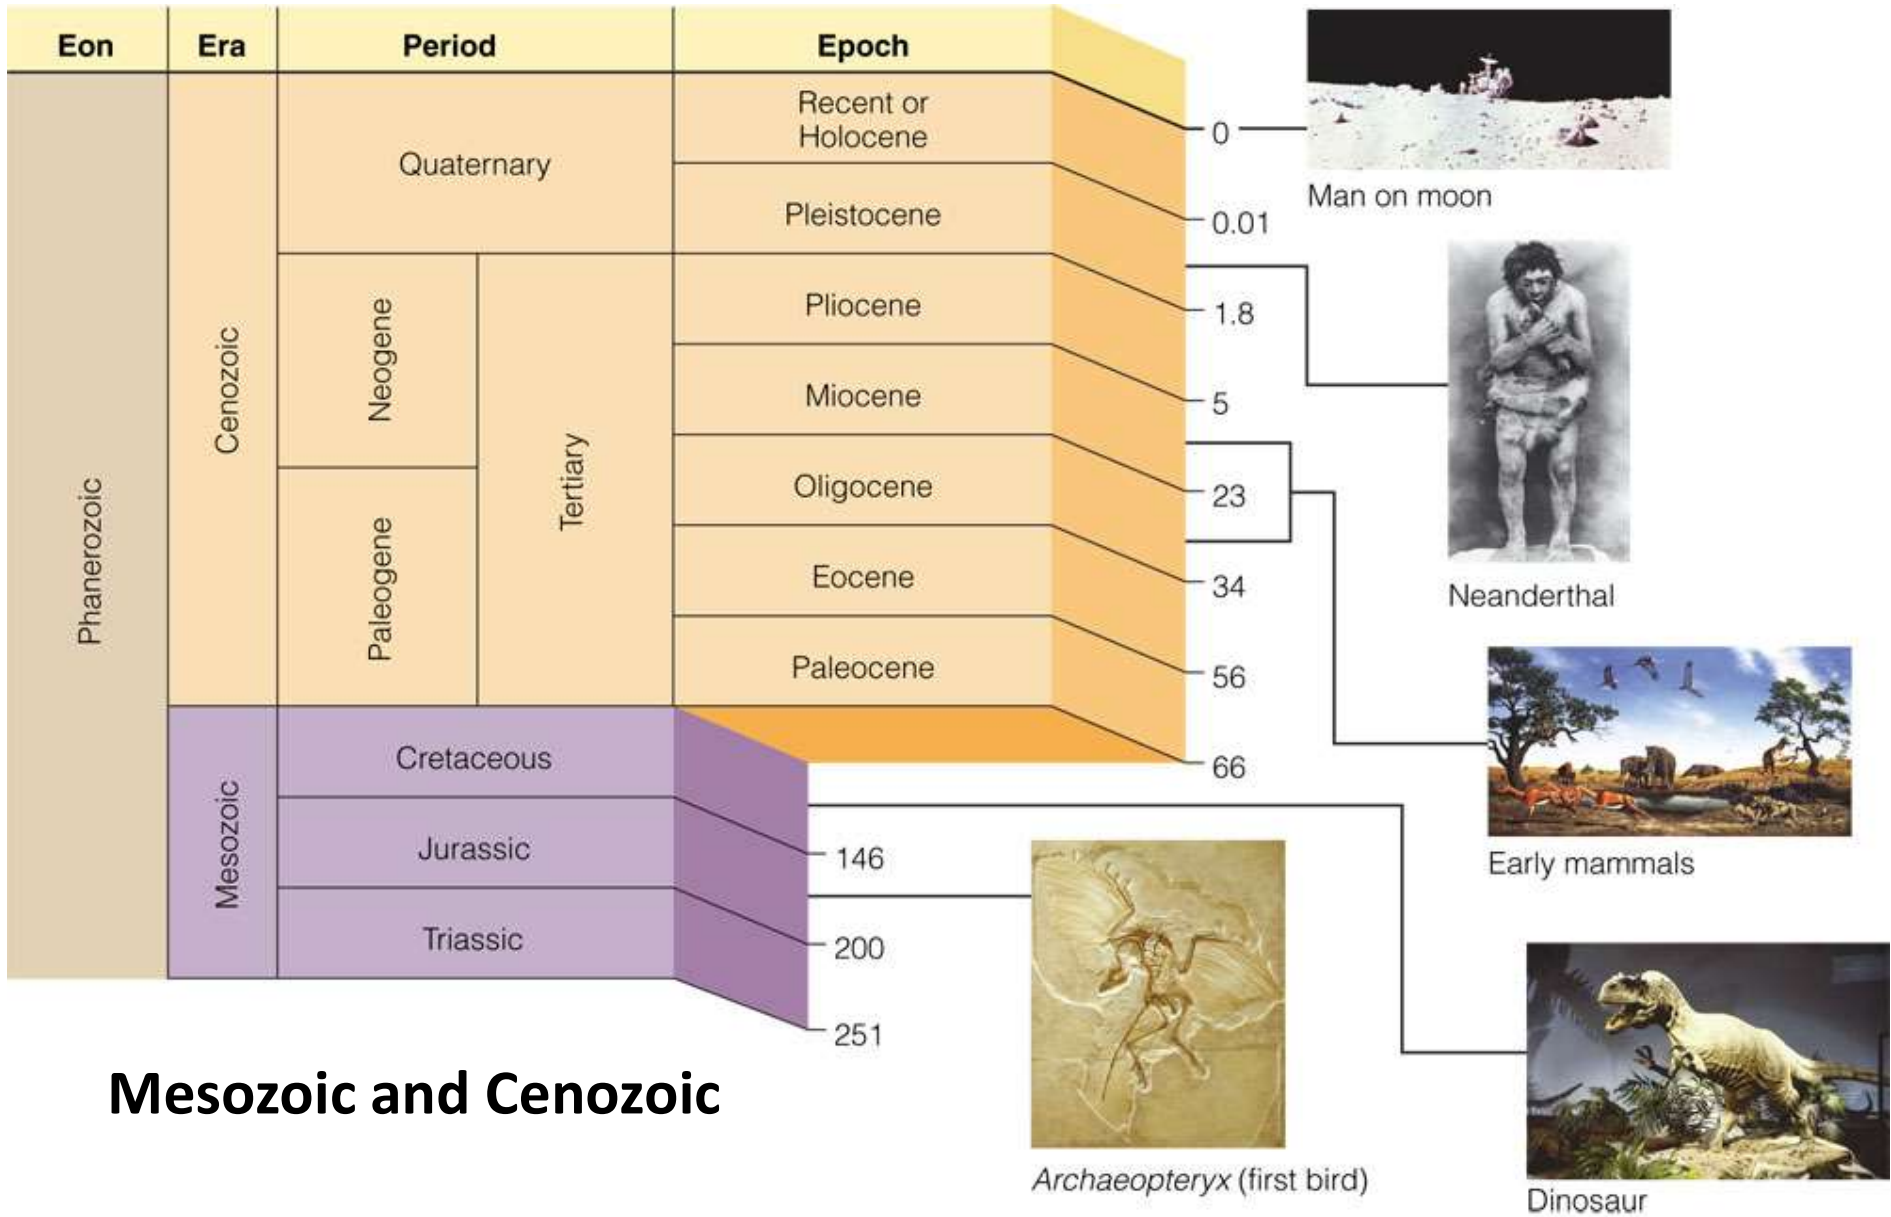 Eon Era Period Epoch
Phanerozoic
Cenozoic
Quaternary
Neogene
Paleogene
Tertiary
Recent or
Holocene
Pleistocene
Pliocene
Miocene
Oligocene
Eocene
Paleocene
Mesozoic
Cretaceous
Jurassic
Triassic
0
0.01
1.8
5
23
34
56
66
146
200
251
Man on moon
Neanderthal
Early mammals
Archaeopteryx (first bird)
Dinosaur
Mesozoic and Cenozoic